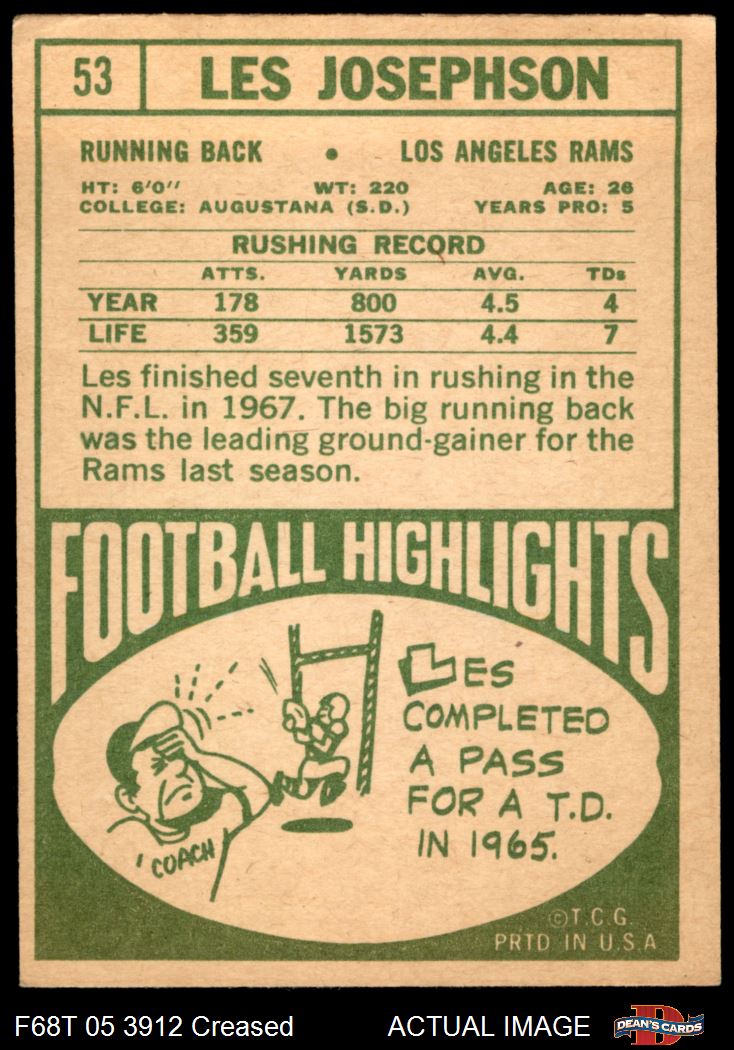 53 LES JOSEPHSON
RUNNING BACK • LOS ANGELES RAMS
HT: 6'0" WT: 220 AGE: 26
COLLEGE: AUGUSTANA (S.D.) YEARS PRO: 5
RUSHING RECORD
ATTS. YARDS AVG. TDs
YEAR 178 800 4.5 4
LIFE 359 1573 4.4 7
Les finished seventh in rushing in the
N.F.L. in 1967. The big running back
was the leading ground-gainer for the
Rams last season.
FOOTBALL HIGHLIGHTS
LES
COMPLETED
A PASS
FOR A T.D.
IN 1965.
COACH
©T.C.G.
PRTD IN U.S.A
F68T 05 3912 Creased ACTUAL IMAGE D DEAN'S CARDS